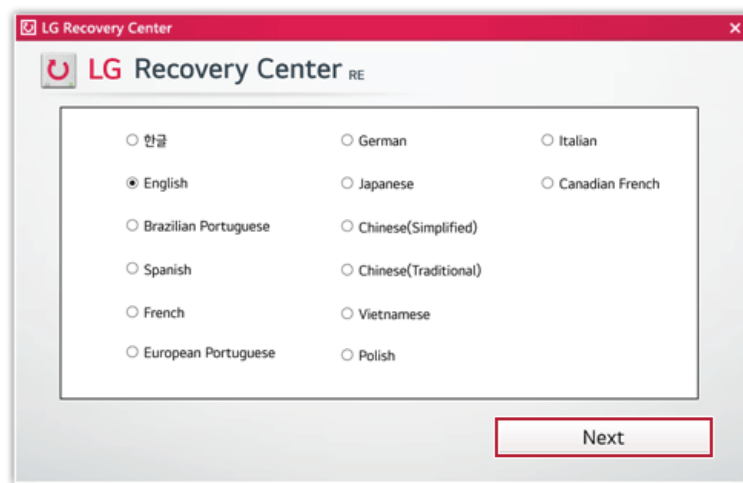 LG Recovery Center
LG Recovery Center RE
한글
English
Brazilian Portuguese
Spanish
French
European Portuguese
German
Japanese
Chinese(Simplified)
Chinese(Traditional)
Vietnamese
Polish
Italian
Canadian French
Next